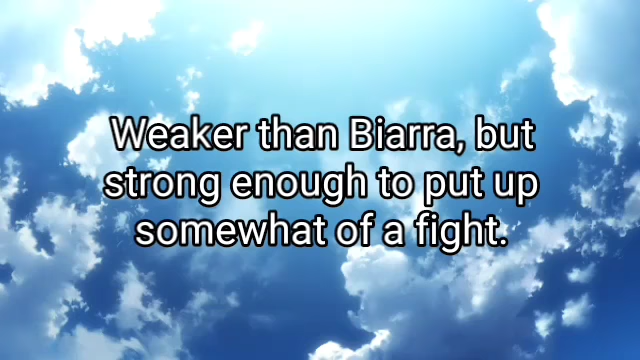 Weaker than Biarra, but
strong enough to put up
somewhat of a fight.